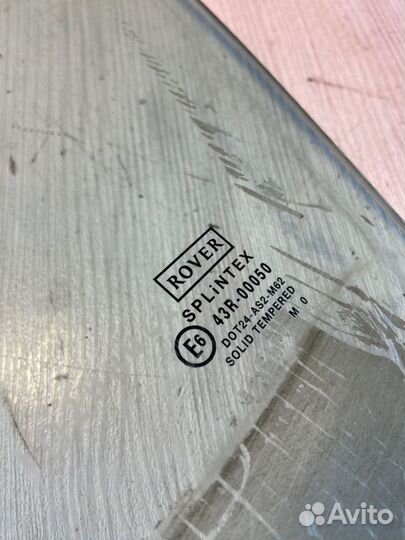 ROVER
SPLiNTEX
E6 43R-00050
DOT24-AS2-M62
SOLID TEMPERED
M 0
Avito